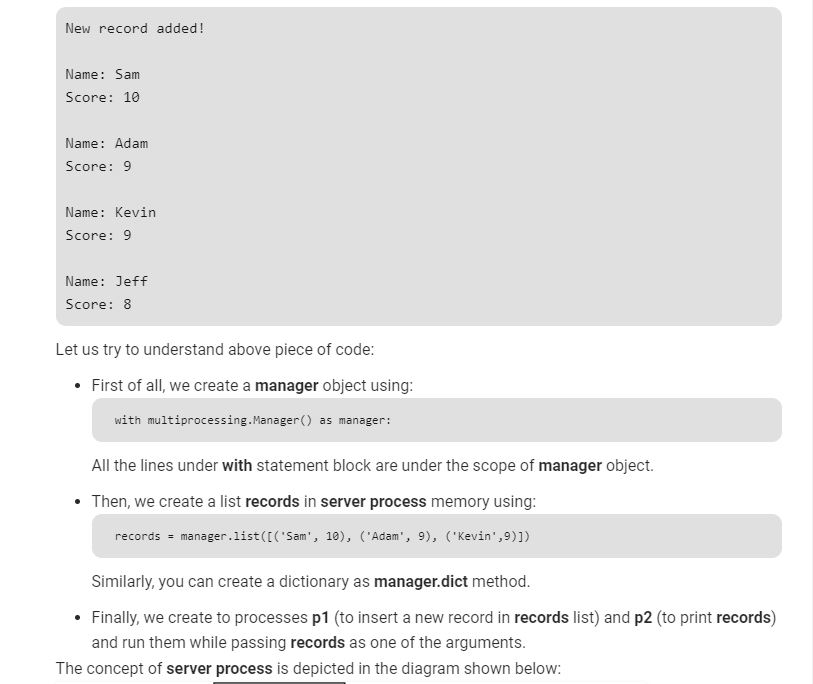 New record added!
Name: Sam
Score: 10
Name: Adam
Score: 9
Name: Kevin
Score: 9
Name: Jeff
Score: 8
Let us try to understand above piece of code:
• First of all, we create a manager object using:
with multiprocessing.Manager() as manager:
All the lines under with statement block are under the scope of manager object.
• Then, we create a list records in server process memory using:
records = manager.list([('Sam', 10), ('Adam', 9), ('Kevin',9)])
Similarly, you can create a dictionary as manager.dict method.
• Finally, we create to processes p1 (to insert a new record in records list) and p2 (to print records)
and run them while passing records as one of the arguments.
The concept of server process is depicted in the diagram shown below: